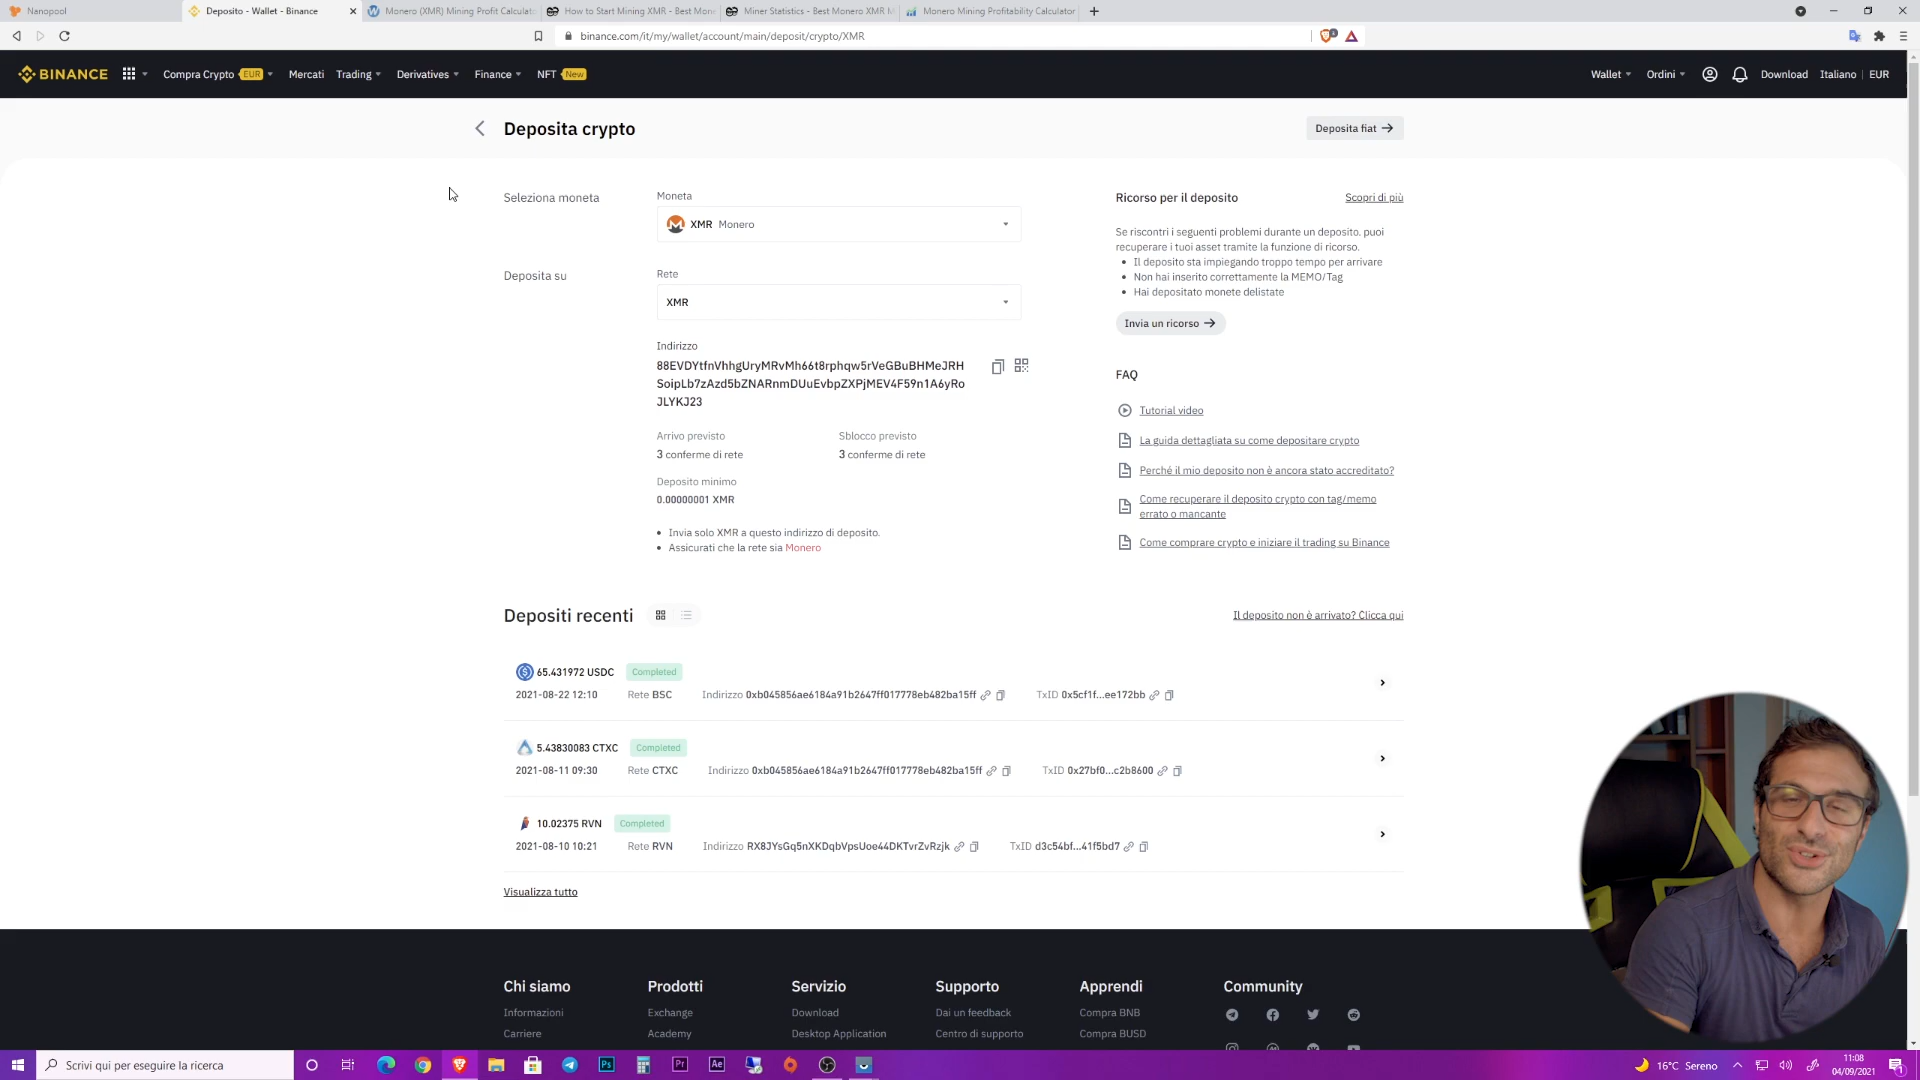 Nanopool
Deposito - Wallet - Binance
Monero (XMR) Mining Profit Calculat
How to Start Mining XMR - Best Mon
Miner Statistics - Best Monero XMR
Monero Mining Profitability Calculator
binance.com/it/my/wallet/account/main/deposit/crypto/XMR
BINANCE
Compra Crypto EUR
Mercati
Trading
Derivatives
Finance
NFT New
Wallet
Ordini
Download
Italiano | EUR
Deposita crypto
Deposita fiat
Seleziona moneta
Moneta
XMR Monero
Deposita su
Rete
XMR
Indirizzo
88EVDYtfnVhhgUryMRvMh66t8rphqw5rVeGBuBHMeJRH
SoipLb7zAzd5bZNARnmDUuEvbpZXPjMEV4F59n1A6yRo
JLYKJ23
Arrivo previsto
3 conferme di rete
Sblocco previsto
3 conferme di rete
Deposito minimo
0.00000001 XMR
Invia solo XMR a questo indirizzo di deposito.
Assicurati che la rete sia Monero
Ricorso per il deposito
Scopri di più
Se riscontri i seguenti problemi durante un deposito. puoi
recuperare i tuoi asset tramite la funzione di ricorso.
Il deposito sta impiegando troppo tempo per arrivare
Non hai inserito correttamente la MEMO/Tag
Hai depositato monete delistate
Invia un ricorso
FAQ
Tutorial video
La guida dettagliata su come depositare crypto
Perché il mio deposito non è ancora stato accreditato?
Come recuperare il deposito crypto con tag/memo
errato o mancante
Come comprare crypto e iniziare il trading su Binance
Depositi recenti
Il deposito non è arrivato? Clicca qui
65.431972 USDC Completed
2021-08-22 12:10 Rete BSC Indirizzo 0xb045856ae6184a91b2647ff017778eb482ba15ff TxID 0x5cf1f...ee172bb
5.43830083 CTXC Completed
2021-08-11 09:30 Rete CTXC Indirizzo 0xb045856ae6184a91b2647ff017778eb482ba15ff TxID 0x27bf0...c2b8600
10.02375 RVN Completed
2021-08-10 10:21 Rete RVN Indirizzo RX8JYsGq5nXKDqbVpsUoe44DKTvrZvRzjk TxID d3c54bf...41f5bd7
Visualizza tutto
Chi siamo
Prodotti
Servizio
Supporto
Apprendi
Community
Informazioni
Exchange
Download
Dai un feedback
Compra BNB
Carriere
Academy
Desktop Application
Centro di supporto
Compra BUSD
Scrivi qui per eseguire la ricerca
Ps
Pr
Ae
16°C Sereno
11:08
04/09/2021